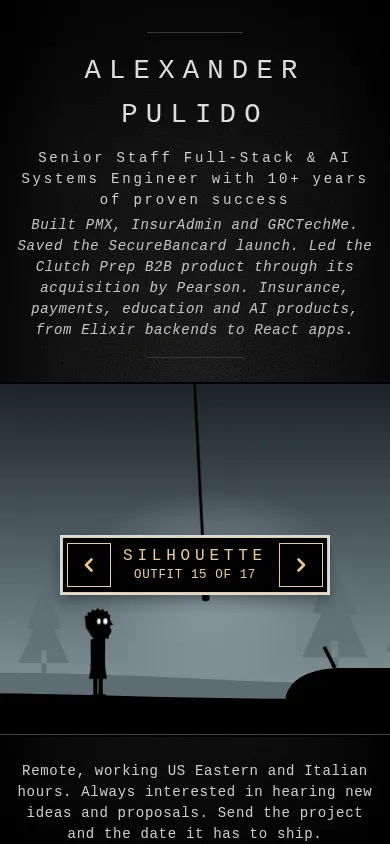 ALEXANDER
PULIDO
Senior Staff Full-Stack & AI
Systems Engineer with 10+ years
of proven success
Built PMX, InsurAdmin and GRCTechMe.
Saved the SecureBancard launch. Led the
Clutch Prep B2B product through its
acquisition by Pearson. Insurance,
payments, education and AI products,
from Elixir backends to React apps.
SILHOUETTE
OUTFIT 15 OF 17
Remote, working US Eastern and Italian
hours. Always interested in hearing new
ideas and proposals. Send the project
and the date it has to ship.